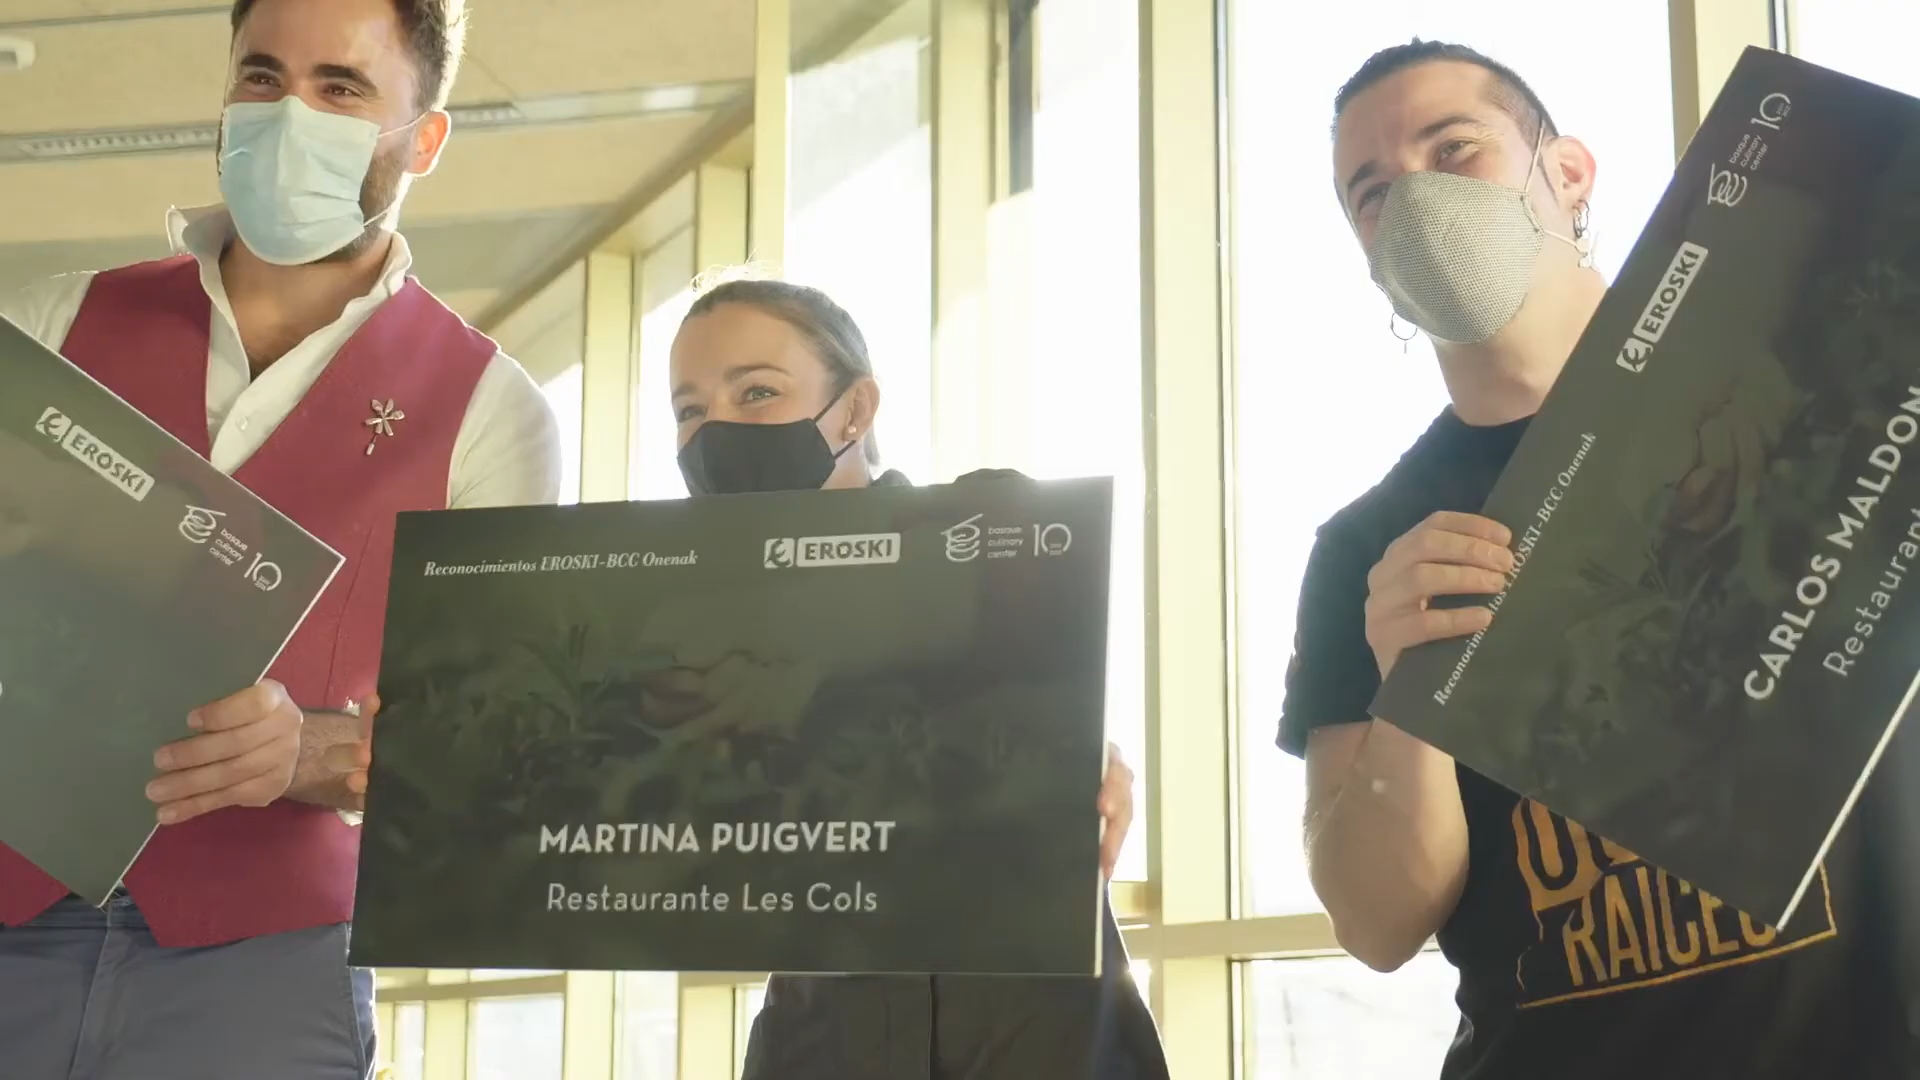 EROSKI
basque
culinary
center
10
Reconocimientos EROSKI-BCC Onenak
EROSKI
basque
culinary
center
10
MARTINA PUIGVERT
Restaurante Les Cols
basque
culinary
center
10
EROSKI
Reconocimientos EROSKI-BCC Onenak
CARLOS MALDON
Restaurant
RAICES